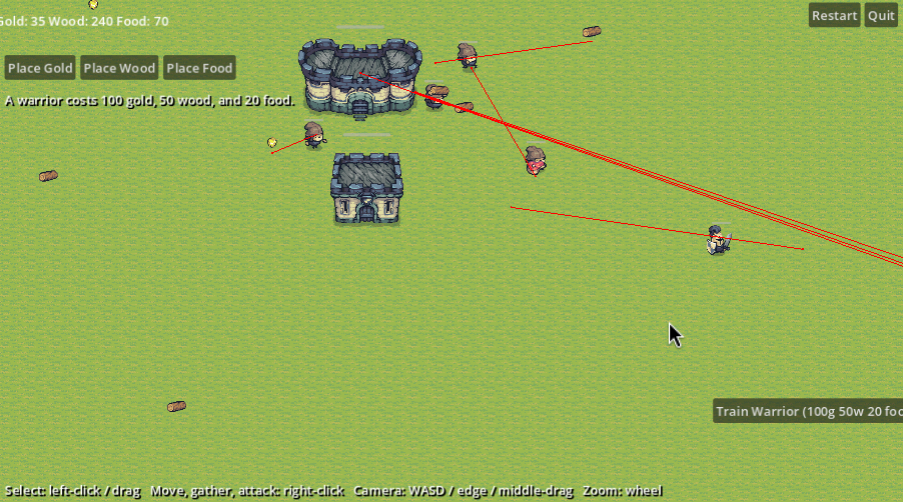 Gold: 35 Wood: 240 Food: 70
Restart Quit
Place Gold Place Wood Place Food
A warrior costs 100 gold, 50 wood, and 20 food.
Train Warrior (100g 50w 20 foo
Select: left-click / drag Move, gather, attack: right-click Camera: WASD / edge / middle-drag Zoom: wheel